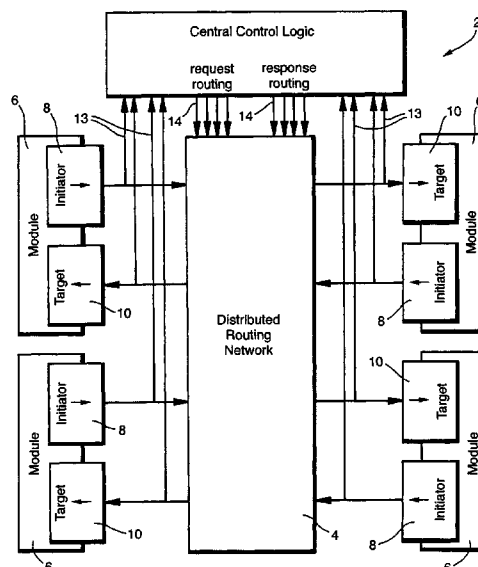 Central Control Logic
2
request routing
response routing
14
14
13
13
6
8
Initiator
Module
Target
10
10
Target
6
Module
Initiator
8
Distributed Routing Network
4
Initiator
8
Module
Target
10
6
10
Target
Module
Initiator
8
6